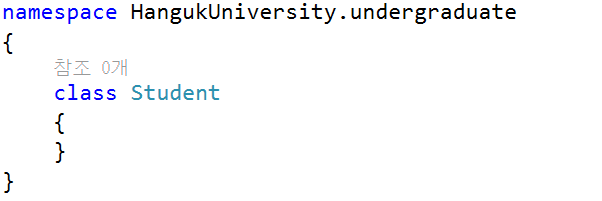 namespace HangukUniversity.undergraduate
{
참조 0개
class Student
{
}
}